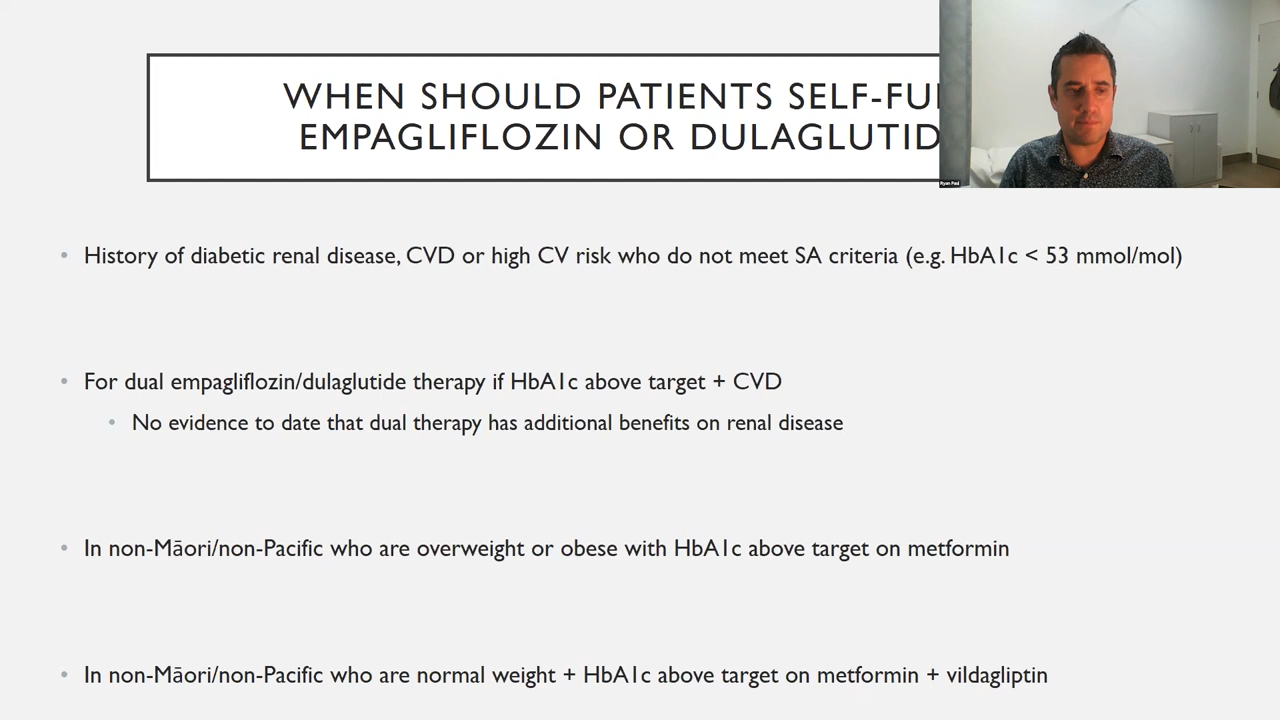 WHEN SHOULD PATIENTS SELF-FU
EMPAGLIFLOZIN OR DULAGLUTID
Ryan Paul
• History of diabetic renal disease, CVD or high CV risk who do not meet SA criteria (e.g. HbA1c < 53 mmol/mol)
• For dual empagliflozin/dulaglutide therapy if HbA1c above target + CVD
• No evidence to date that dual therapy has additional benefits on renal disease
• In non-Māori/non-Pacific who are overweight or obese with HbA1c above target on metformin
• In non-Māori/non-Pacific who are normal weight + HbA1c above target on metformin + vildagliptin